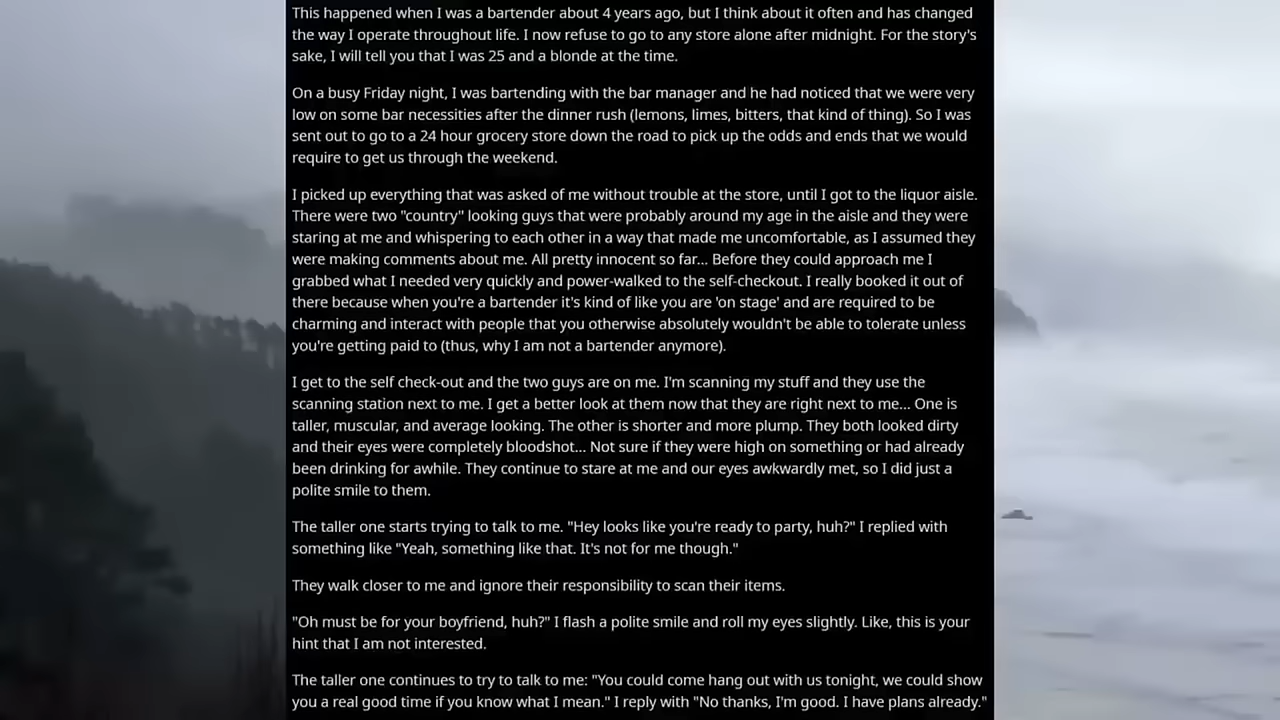 This happened when I was a bartender about 4 years ago, but I think about it often and has changed
the way I operate throughout life. I now refuse to go to any store alone after midnight. For the story's
sake, I will tell you that I was 25 and a blonde at the time.
On a busy Friday night, I was bartending with the bar manager and he had noticed that we were very
low on some bar necessities after the dinner rush (lemons, limes, bitters, that kind of thing). So I was
sent out to go to a 24 hour grocery store down the road to pick up the odds and ends that we would
require to get us through the weekend.
I picked up everything that was asked of me without trouble at the store, until I got to the liquor aisle.
There were two "country" looking guys that were probably around my age in the aisle and they were
staring at me and whispering to each other in a way that made me uncomfortable, as I assumed they
were making comments about me. All pretty innocent so far... Before they could approach me I
grabbed what I needed very quickly and power-walked to the self-checkout. I really booked it out of
there because when you're a bartender it's kind of like you are 'on stage' and are required to be
charming and interact with people that you otherwise absolutely wouldn't be able to tolerate unless
you're getting paid to (thus, why I am not a bartender anymore).
I get to the self check-out and the two guys are on me. I'm scanning my stuff and they use the
scanning station next to me. I get a better look at them now that they are right next to me... One is
taller, muscular, and average looking. The other is shorter and more plump. They both looked dirty
and their eyes were completely bloodshot... Not sure if they were high on something or had already
been drinking for awhile. They continue to stare at me and our eyes awkwardly met, so I did just a
polite smile to them.
The taller one starts trying to talk to me. "Hey looks like you're ready to party, huh?" I replied with
something like "Yeah, something like that. It's not for me though."
They walk closer to me and ignore their responsibility to scan their items.
"Oh must be for your boyfriend, huh?" I flash a polite smile and roll my eyes slightly. Like, this is your
hint that I am not interested.
The taller one continues to try to talk to me: "You could come hang out with us tonight, we could show
you a real good time if you know what I mean." I reply with "No thanks, I'm good. I have plans already."